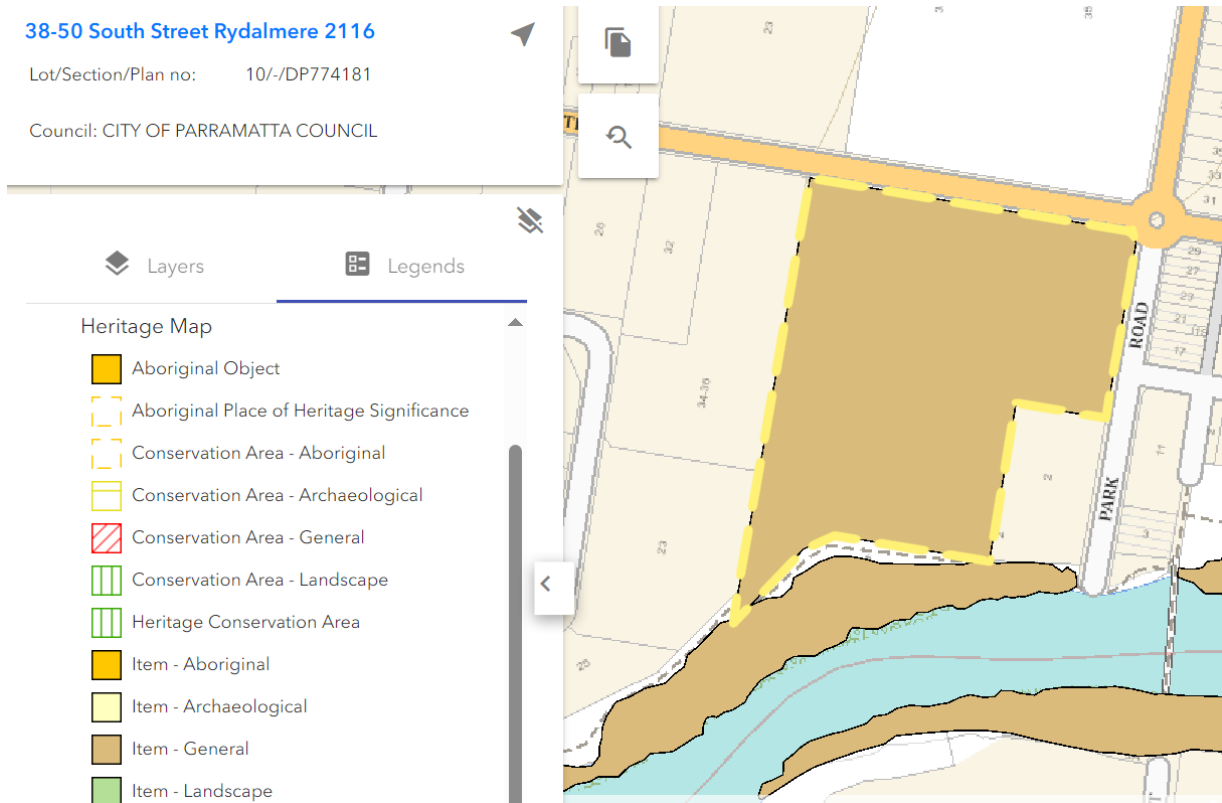 38-50 South Street Rydalmere 2116
Lot/Section/Plan no: 10/-/DP774181
Council: CITY OF PARRAMATTA COUNCIL
Layers
Legends
Heritage Map
Aboriginal Object
Aboriginal Place of Heritage Significance
Conservation Area - Aboriginal
Conservation Area - Archaeological
Conservation Area - General
Conservation Area - Landscape
Heritage Conservation Area
Item - Aboriginal
Item - Archaeological
Item - General
Item - Landscape
23
35
33
31
26
32
29
27
23
21
17
ROAD
34-36
2
11
PARK
3
23
25